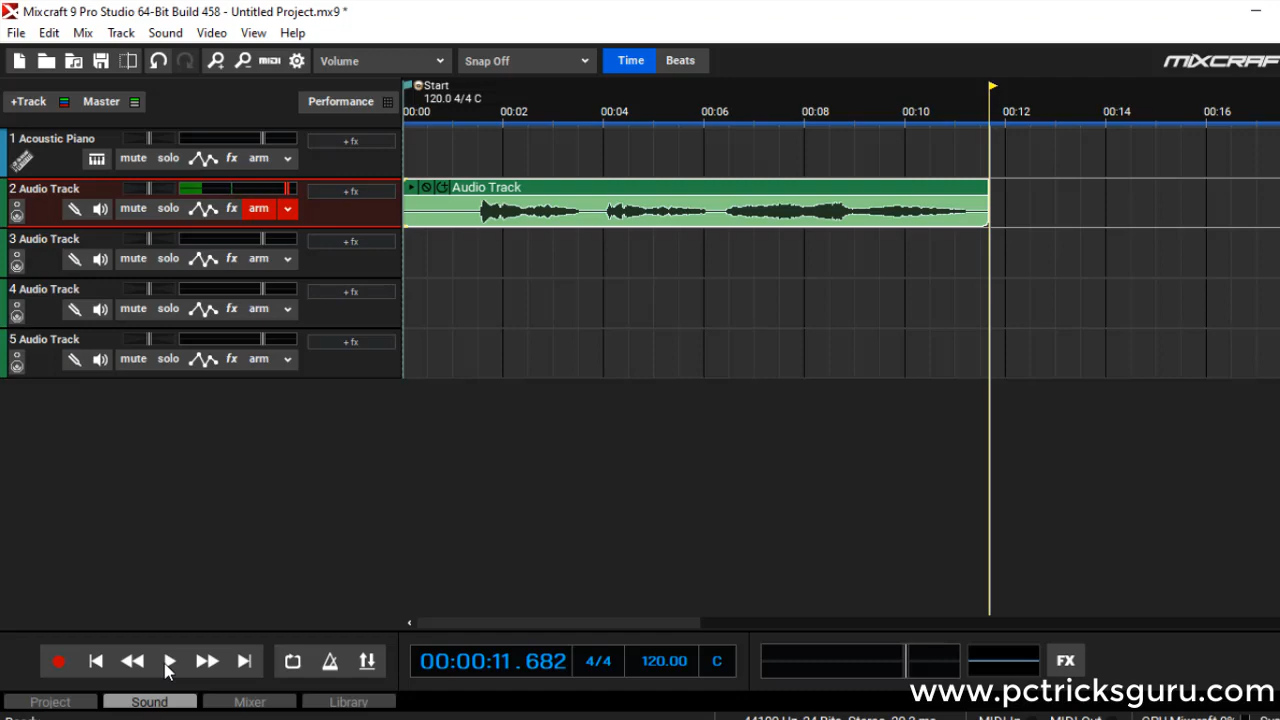 Mixcraft 9 Pro Studio 64-Bit Build 458 - Untitled Project.mx9 *
File Edit Mix Track Sound Video View Help
MIDI Volume Snap Off Time Beats MIXCRAF
+Track Master Performance
Start
120.0 4/4 C
00:00 00:02 00:04 00:06 00:08 00:10 00:12 00:14 00:16
1 Acoustic Piano
mute solo fx arm
+fx
2 Audio Track
mute solo fx arm
+fx
Audio Track
3 Audio Track
mute solo fx arm
+fx
4 Audio Track
mute solo fx arm
+fx
5 Audio Track
mute solo fx arm
+fx
00:00:11.682 4/4 120.00 C FX
Project Sound Mixer Library
www.pctricksguru.com